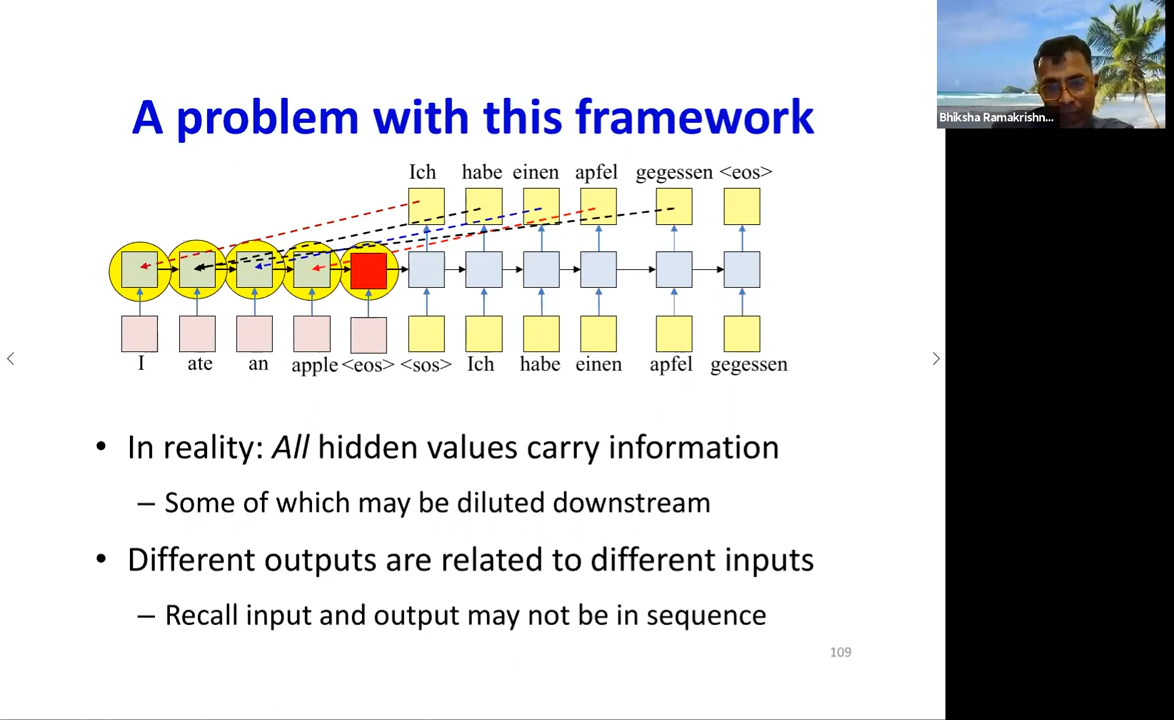 A problem with this framework
Bhiksha Ramakrishn...
Ich habe einen apfel gegessen <eos>
I ate an apple <eos> <sos> Ich habe einen apfel gegessen
• In reality: All hidden values carry information
– Some of which may be diluted downstream
• Different outputs are related to different inputs
– Recall input and output may not be in sequence
109